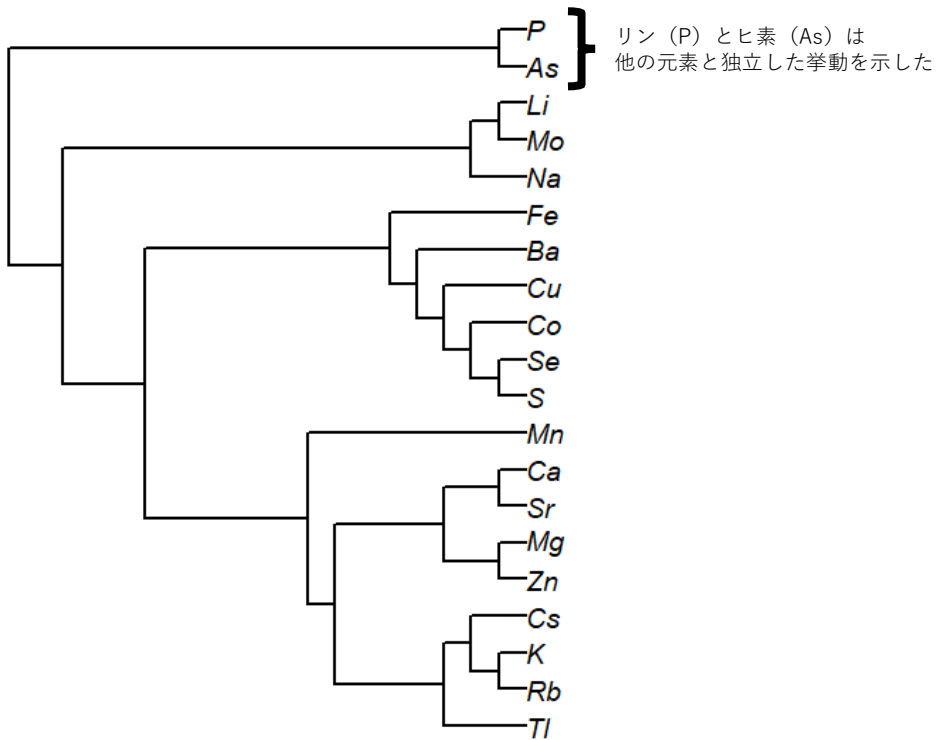 P
リン（P）とヒ素（As）は
他の元素と独立した挙動を示した
As
Li
Mo
Na
Fe
Ba
Cu
Co
Se
S
Mn
Ca
Sr
Mg
Zn
Cs
K
Rb
Tl